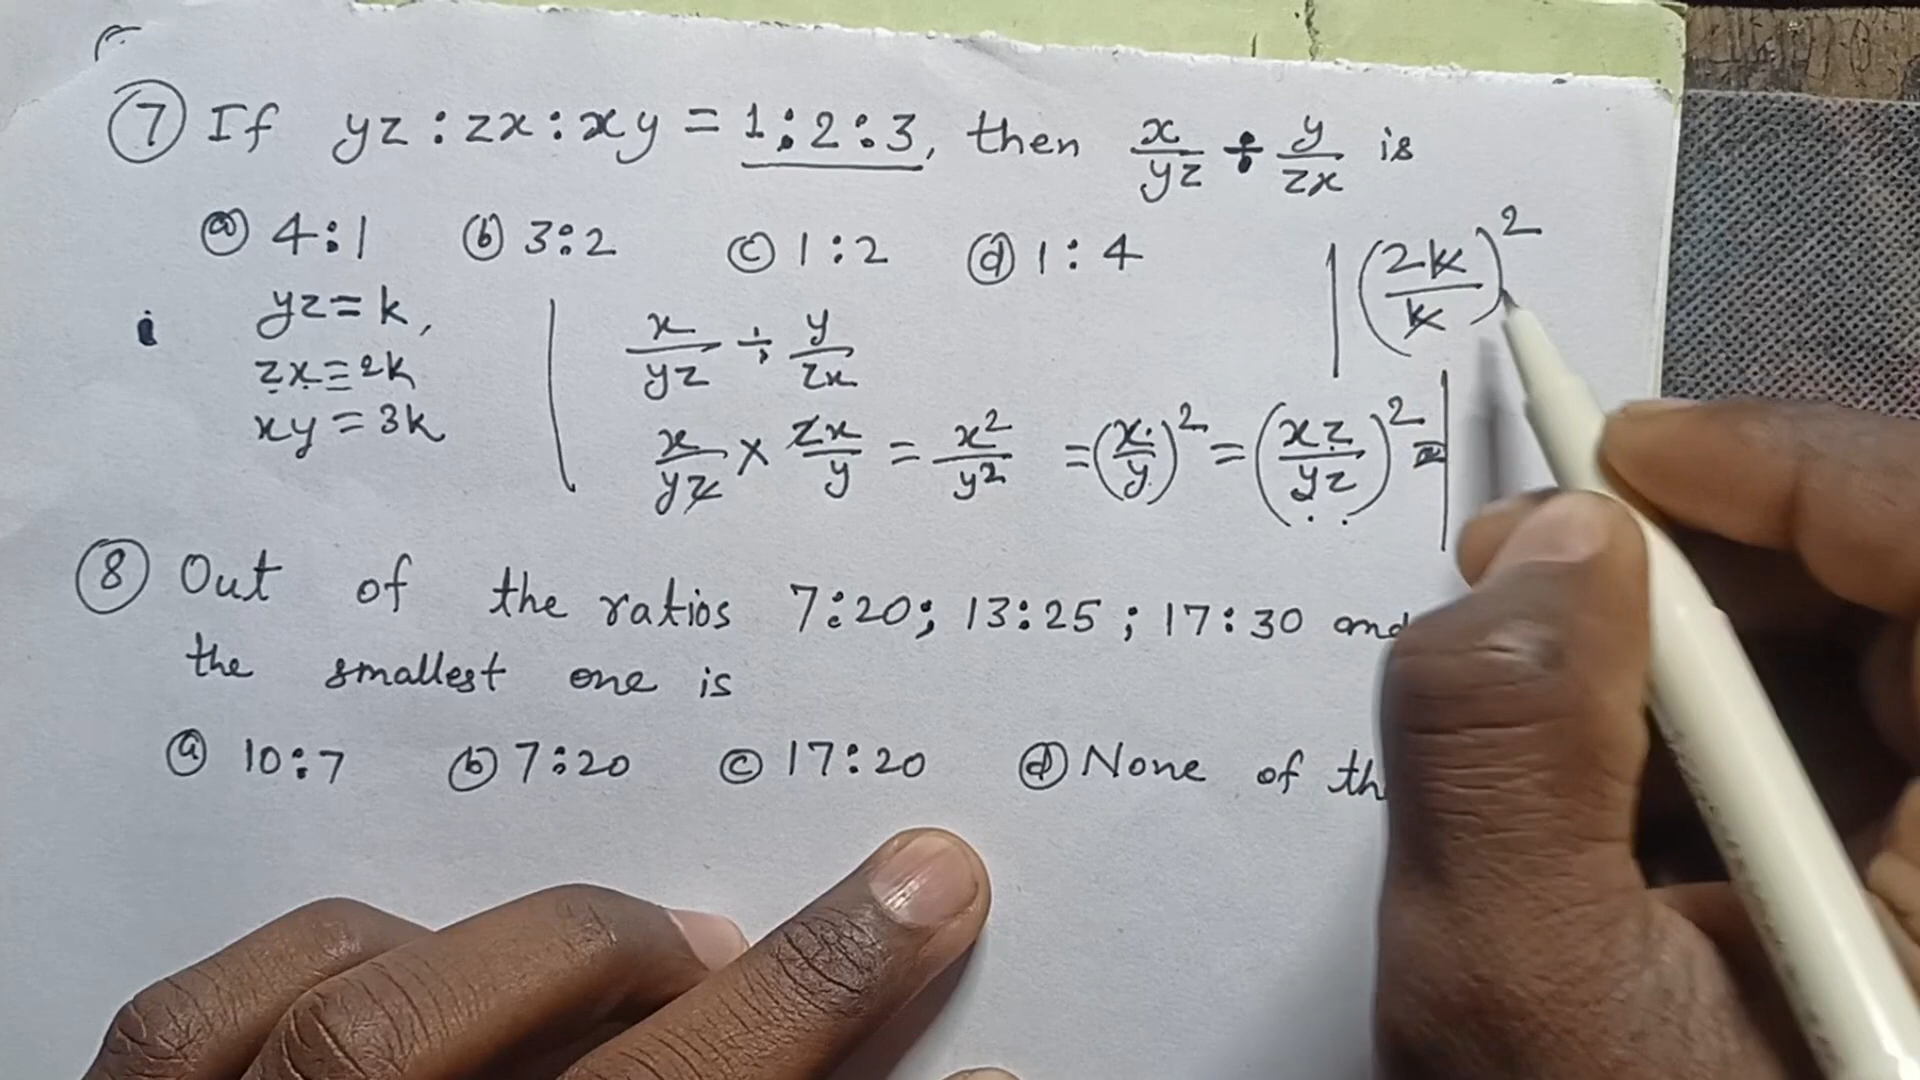 7 If yz : zx : xy = 1 : 2 : 3, then x/yz ÷ y/zx is
a 4 : 1 b 3 : 2 c 1 : 2 d 1 : 4
yz = k,
zx = 2k
xy = 3k
x/yz ÷ y/zx
x/yz × zx/y = x²/y² = (x/y)² = (xz/yz)² =
(2k/k)²
8 Out of the ratios 7 : 20 ; 13 : 25 ; 17 : 30 and
the smallest one is
a 10 : 7 b 7 : 20 c 17 : 20 d None of